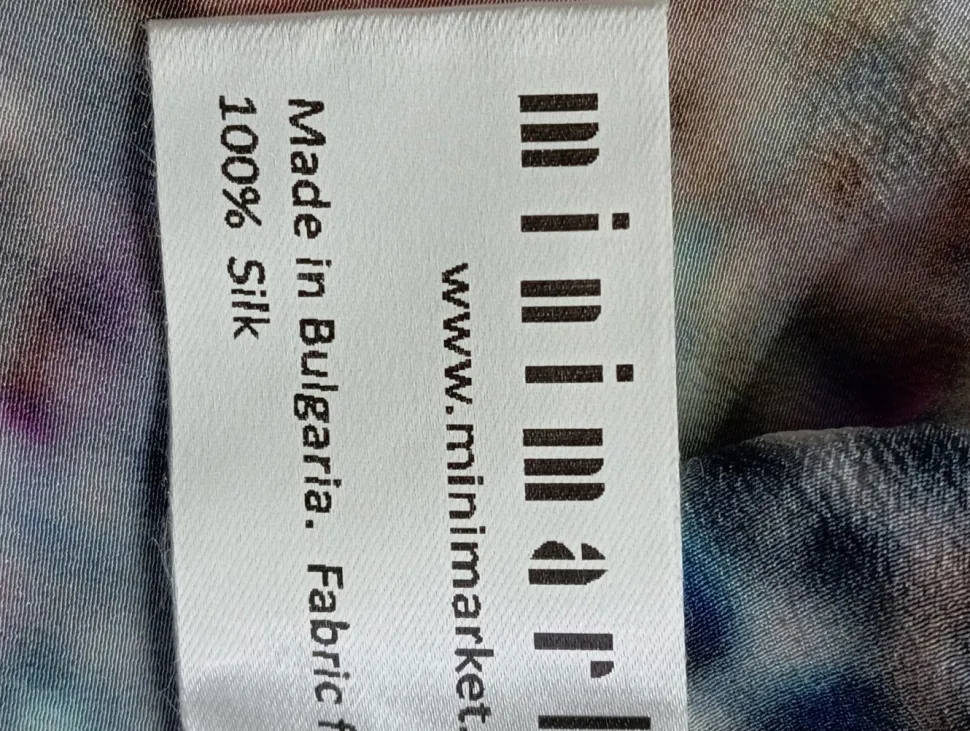 minimar
www.minimarket.
Made in Bulgaria. Fabric f
100% Silk